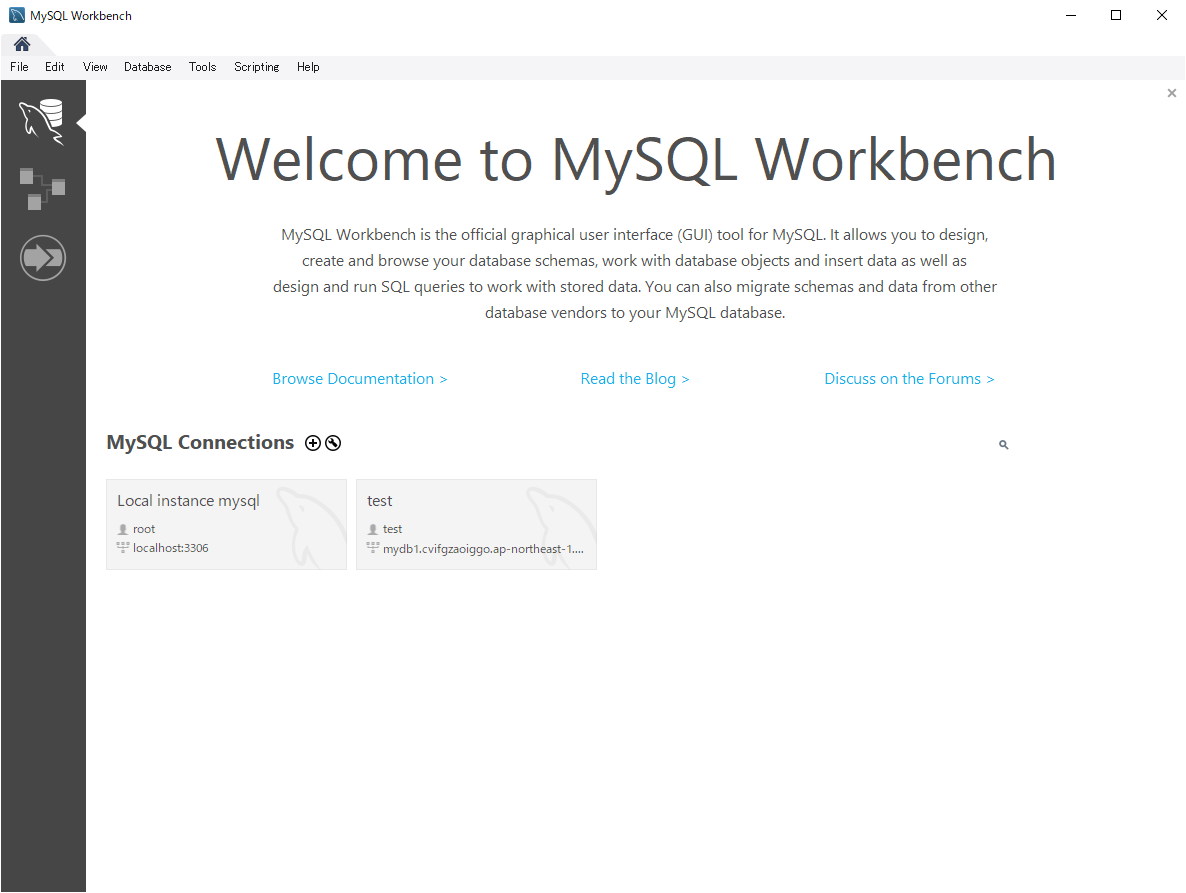 MySQL Workbench
File Edit View Database Tools Scripting Help
Welcome to MySQL Workbench
MySQL Workbench is the official graphical user interface (GUI) tool for MySQL. It allows you to design,
create and browse your database schemas, work with database objects and insert data as well as
design and run SQL queries to work with stored data. You can also migrate schemas and data from other
database vendors to your MySQL database.
Browse Documentation > Read the Blog > Discuss on the Forums >
MySQL Connections
Local instance mysql
root
localhost:3306
test
test
mydb1.cvifgzaoiggo.ap-northeast-1....